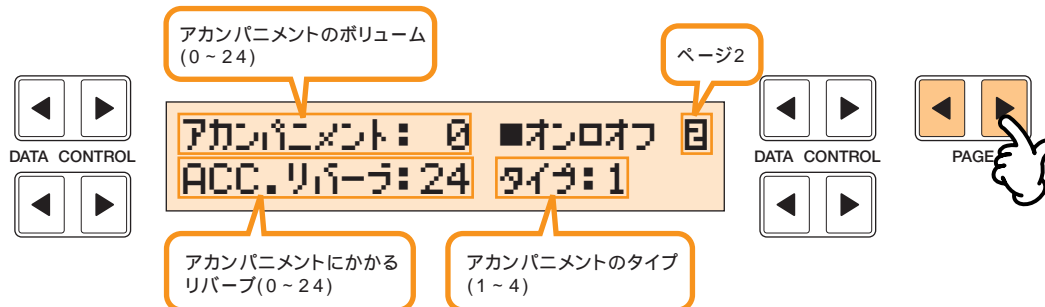 アカンパニメントのボリューム
(0~24)
ページ2
DATA CONTROL
アカンパニメント: 0 ■オン□オフ 2
ACC.リバーブ:24 タイプ:1
DATA CONTROL
PAGE
アカンパニメントにかかる
リバーブ(0~24)
アカンパニメントのタイプ
(1~4)